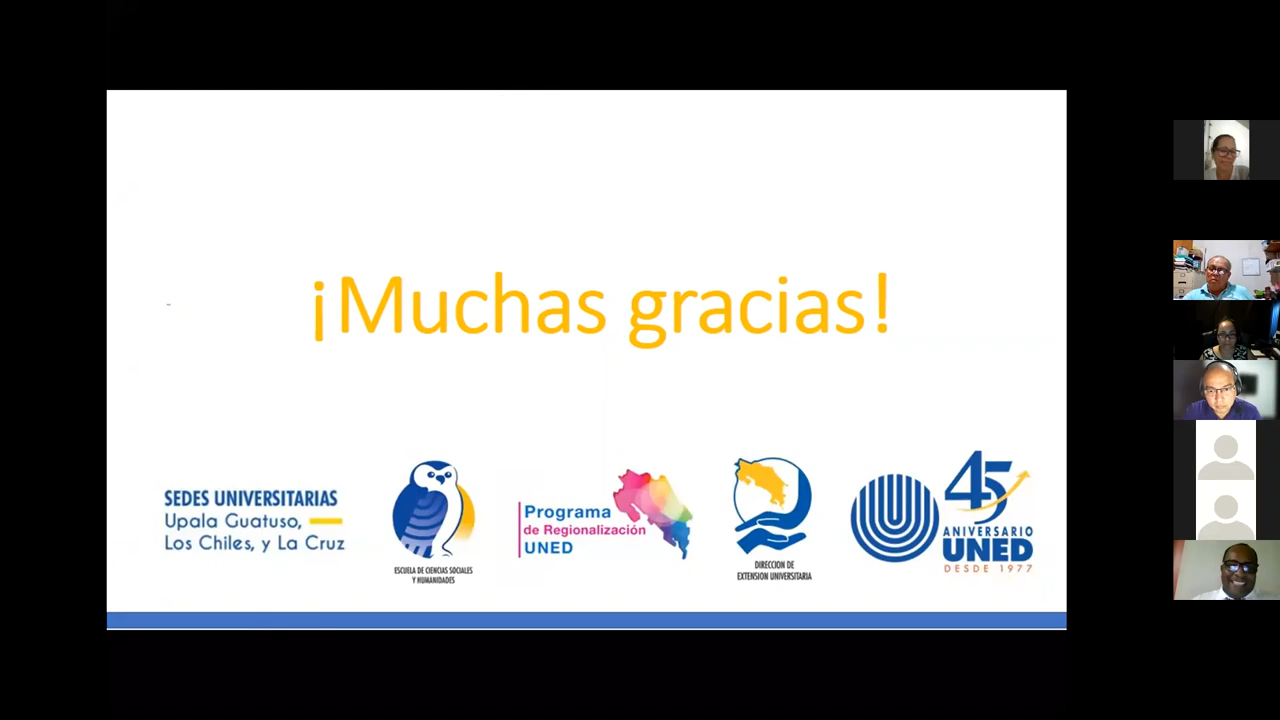 ¡Muchas gracias!
SEDES UNIVERSITARIAS
Upala Guatuso,
Los Chiles, y La Cruz
ESCUELA DE CIENCIAS SOCIALES
Y HUMANIDADES
Programa
de Regionalización
UNED
DIRECCION DE
EXTENSION UNIVERSITARIA
45
ANIVERSARIO
UNED
DESDE 1977